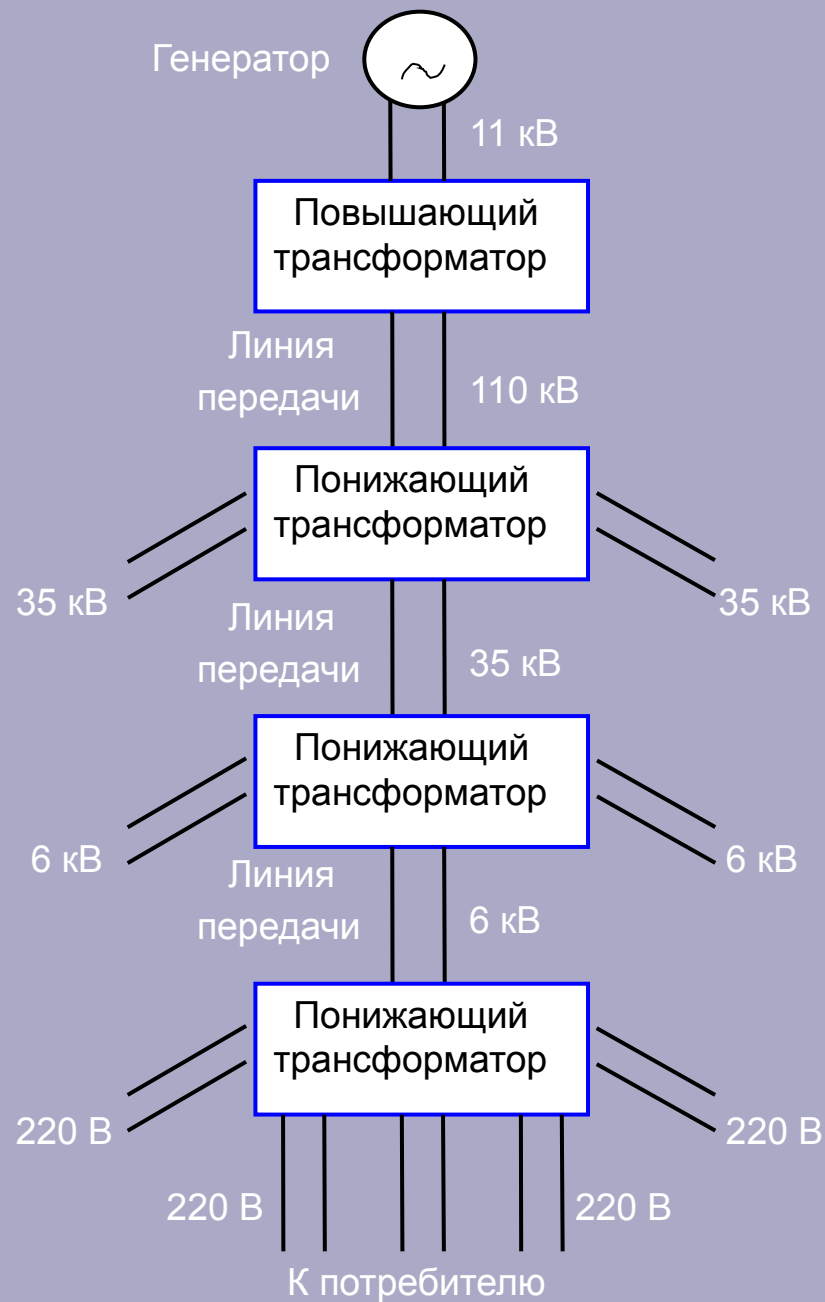 Генератор
11 кВ
Повышающий
трансформатор
Линия
передачи
110 кВ
Понижающий
трансформатор
35 кВ
35 кВ
Линия
передачи
35 кВ
Понижающий
трансформатор
6 кВ
6 кВ
Линия
передачи
6 кВ
Понижающий
трансформатор
220 В
220 В
220 В
220 В
К потребителю